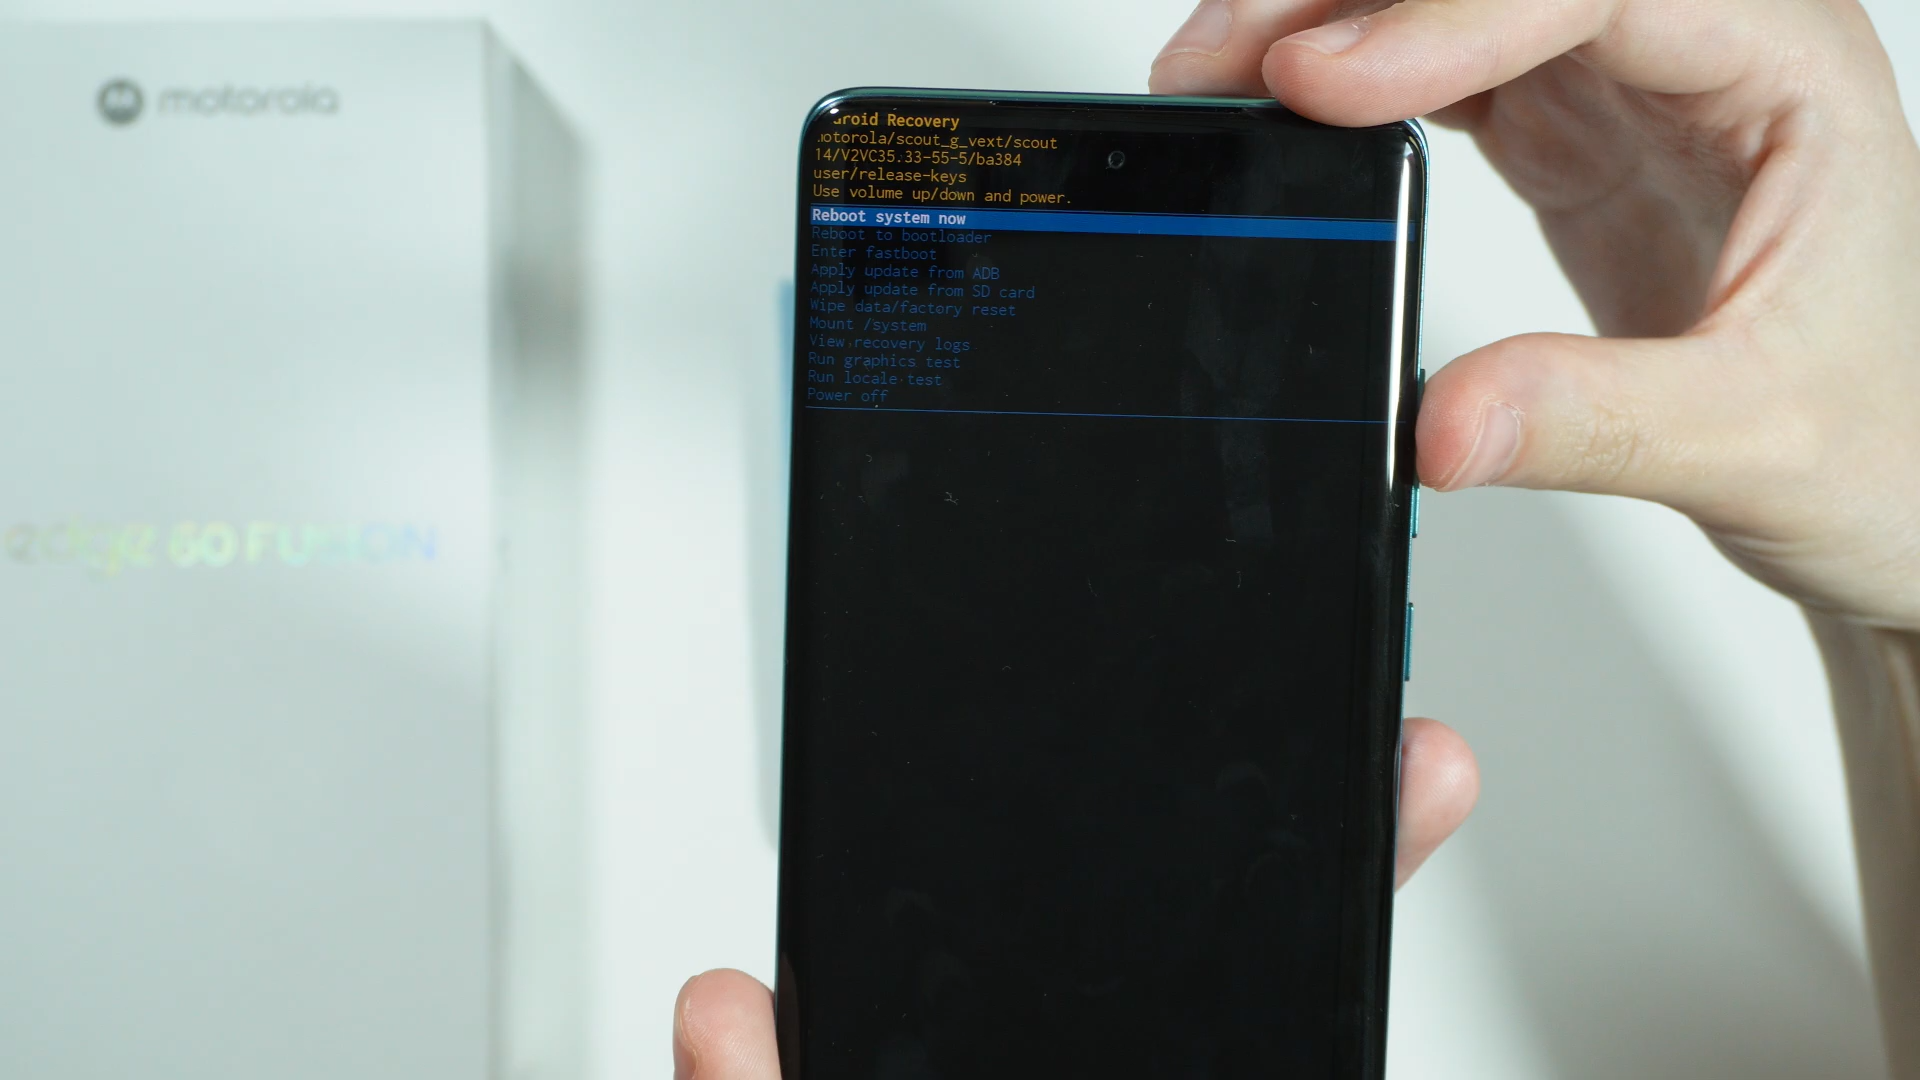 motorola
edge 60 FUSION
droid Recovery
motorola/scout_g_vext/scout
14/V2VC35.33-55-5/ba384
user/release-keys
Use volume up/down and power.
Reboot system now
Reboot to bootloader
Enter fastboot
Apply update from ADB
Apply update from SD card
Wipe data/factory reset
Mount /system
View recovery logs
Run graphics test
Run locale test
Power off